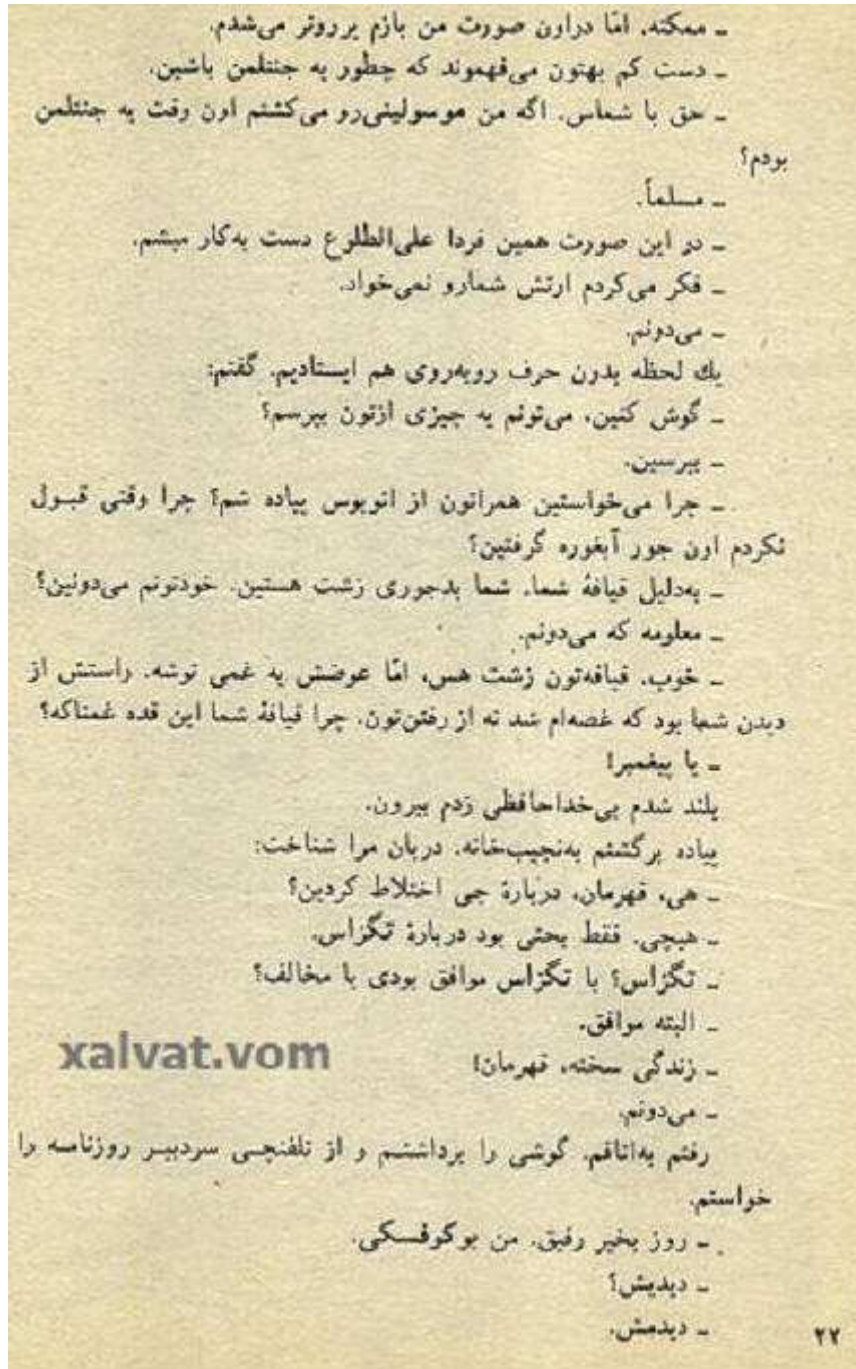 ـ ممکنه. امّا دراون صورت من بازم برروتر می‌شدم.
ـ دست کم بهتون می‌فهموند که چطور یه جنتلمن باشین.
ـ حق با شماس. اگه من موسولینی‌رو می‌کشتم اون وقت یه جنتلمن
بودم؟
ـ مسلماً.
ـ در این صورت همین فردا علی‌الطلوع دست به‌کار میشم.
ـ فکر می‌کردم ارتش شمارو نمی‌خواد.
ـ می‌دونم.
یك لحظه بدون حرف روبه‌روی هم ایستادیم. گفتم:
ـ گوش کنین، می‌تونم یه چیزی ازتون بپرسم؟
ـ بپرسین.
ـ چرا می‌خواستین همراتون از اتوبوس پیاده شم؟ چرا وقتی قبـول
نکردم اون جور آبغوره گرفتین؟
ـ به‌دلیل قیافهٔ شما. شما بدجوری زشت هستین. خودتونم می‌دونین؟
ـ معلومه که می‌دونم.
ـ خوب. قیافه‌تون زشت هس، امّا عوضش یه غمی توشه. راستش از
دیدن شما بود که غصه‌ام شد نه از رفتن‌تون. چرا قیافهٔ شما این قده غمناکه؟
ـ یا پیغمبر!
بلند شدم بی‌خداحافظی زدم بیرون.
پیاده برگشتم به‌نجیب‌خانه. دربان مرا شناخت:
ـ هی، قهرمان، دربارهٔ چی اختلاط کردین؟
ـ هیچی. فقط بحثی بود دربارهٔ تگزاس.
ـ تگزاس؟ با تگزاس موافق بودی یا مخالف؟
ـ البته موافق.
xalvat.vom
ـ زندگی سخته، قهرمان!
ـ می‌دونم.
رفتم به‌اتاقم. گوشی را برداشتـم و از تلفنچـی سردبیـر روزنامـه را
خواستم.
ـ روز بخیر رفیق. من بوکوفسکی.
ـ دیدیش؟
ـ دیدمش.
۲۲